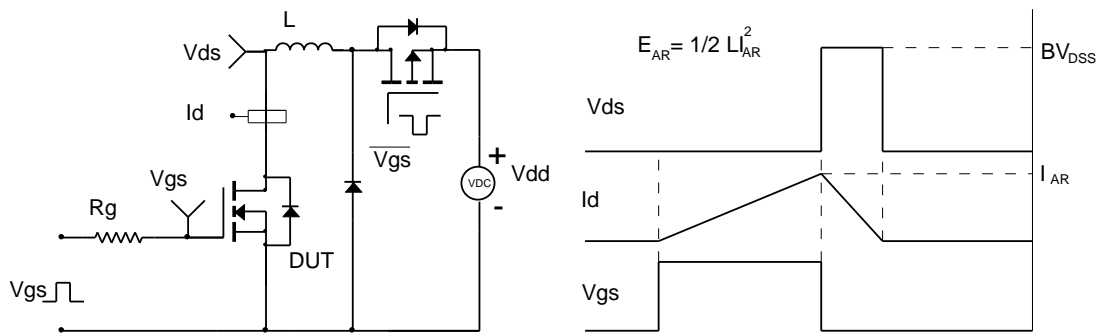 L
Vds
Id
Vgs
Rg
DUT
Vgs
Vgs
+
VDC
Vdd
-
E_AR= 1/2 LI_AR^2
BV_DSS
Vds
I_AR
Id
Vgs